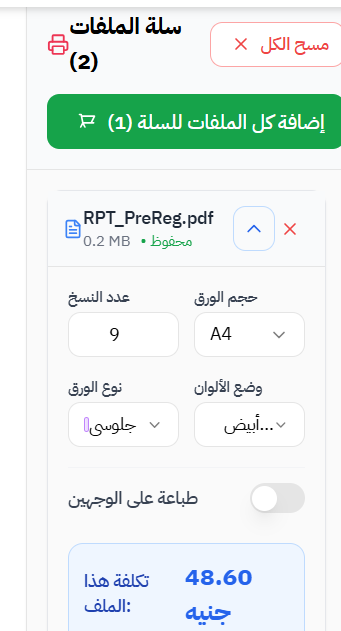 سلة الملفات
(2)
مسح الكل
إضافة كل الملفات للسلة (1)
RPT_PreReg.pdf
0.2 MB • محفوظ
حجم الورق
عدد النسخ
A4
9
وضع الألوان
نوع الورق
أبيض...
جلوسي
طباعة على الوجهين
48.60
جنيه
تكلفة هذا
الملف: